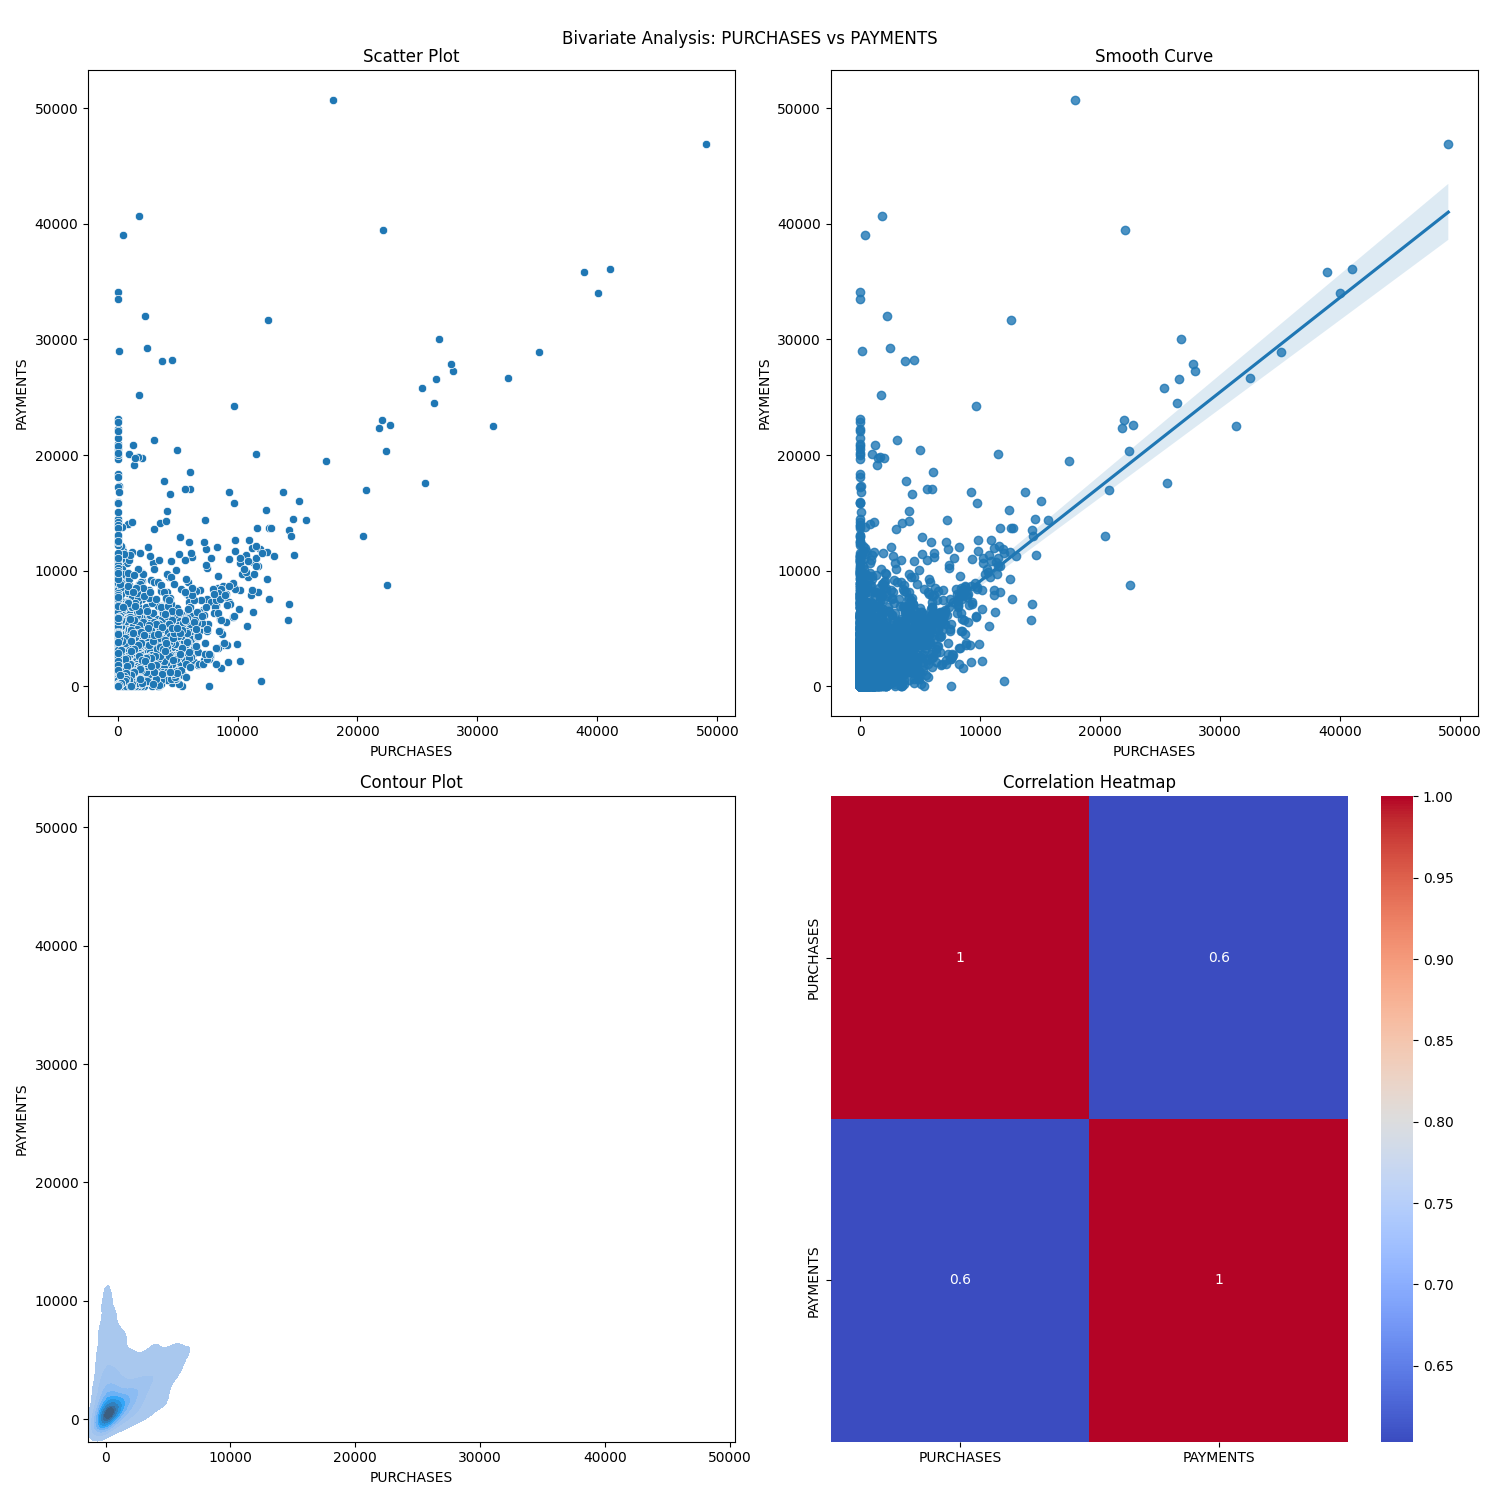 Bivariate Analysis: PURCHASES vs PAYMENTS
Scatter Plot
50000
40000
30000
20000
10000
0
PAYMENTS
0 10000 20000 30000 40000 50000
PURCHASES
Smooth Curve
50000
40000
30000
20000
10000
0
PAYMENTS
0 10000 20000 30000 40000 50000
PURCHASES
Contour Plot
50000
40000
30000
20000
10000
0
PAYMENTS
0 10000 20000 30000 40000 50000
PURCHASES
Correlation Heatmap
PURCHASES
PAYMENTS
1 0.6
0.6 1
PURCHASES PAYMENTS
1.00
0.95
0.90
0.85
0.80
0.75
0.70
0.65